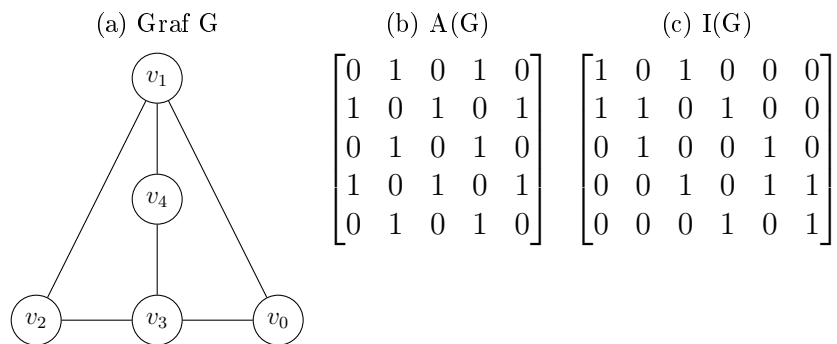 (a) Graf G
v₁
v₄
v₂ v₃ v₀
(b) A(G)
0 1 0 1 0
1 0 1 0 1
0 1 0 1 0
1 0 1 0 1
0 1 0 1 0
(c) I(G)
1 0 1 0 0 0
1 1 0 1 0 0
0 1 0 0 1 0
0 0 1 0 1 1
0 0 0 1 0 1